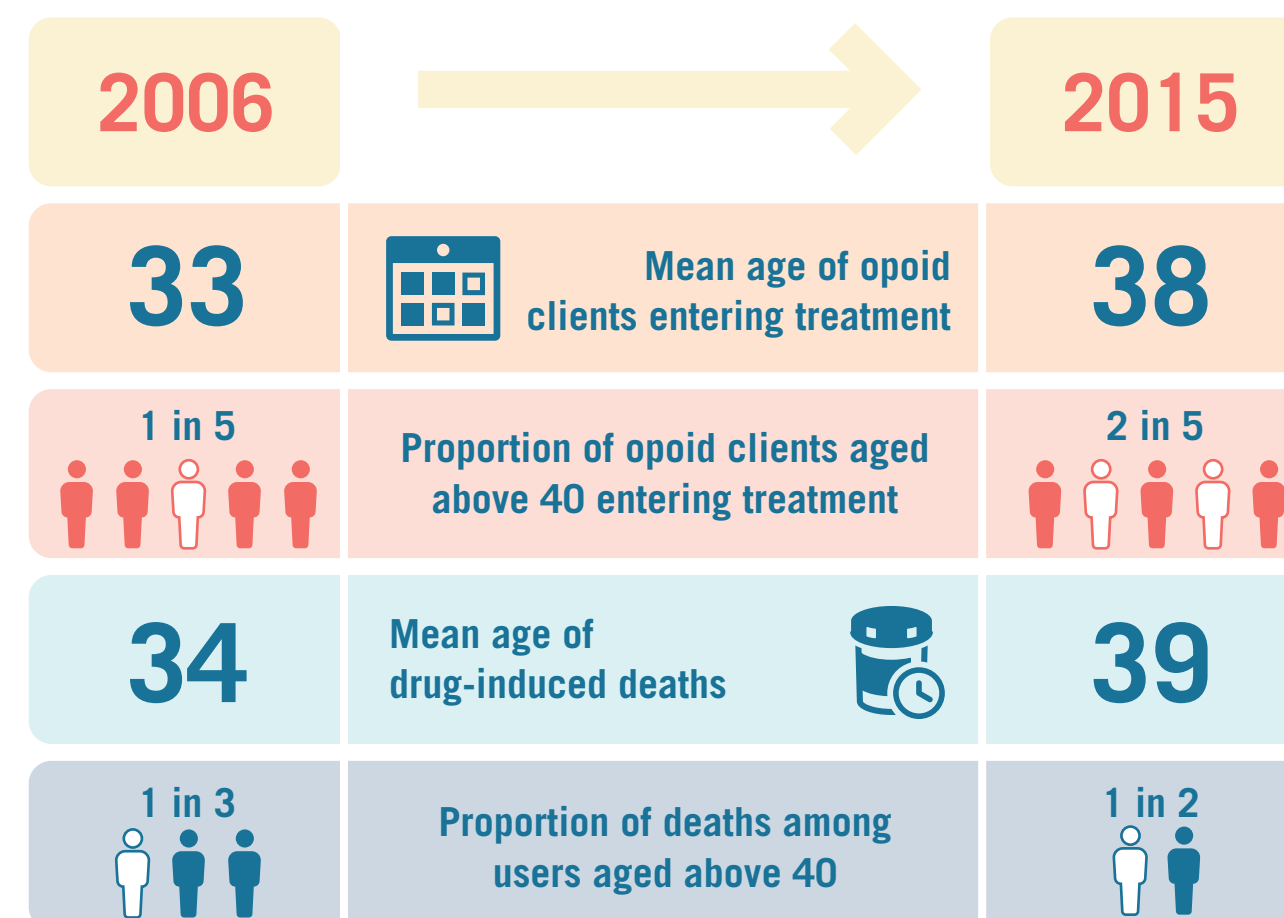 2006
2015
33
Mean age of opoid
clients entering treatment
38
1 in 5
Proportion of opoid clients aged
above 40 entering treatment
2 in 5
34
Mean age of
drug-induced deaths
39
1 in 3
Proportion of deaths among
users aged above 40
1 in 2